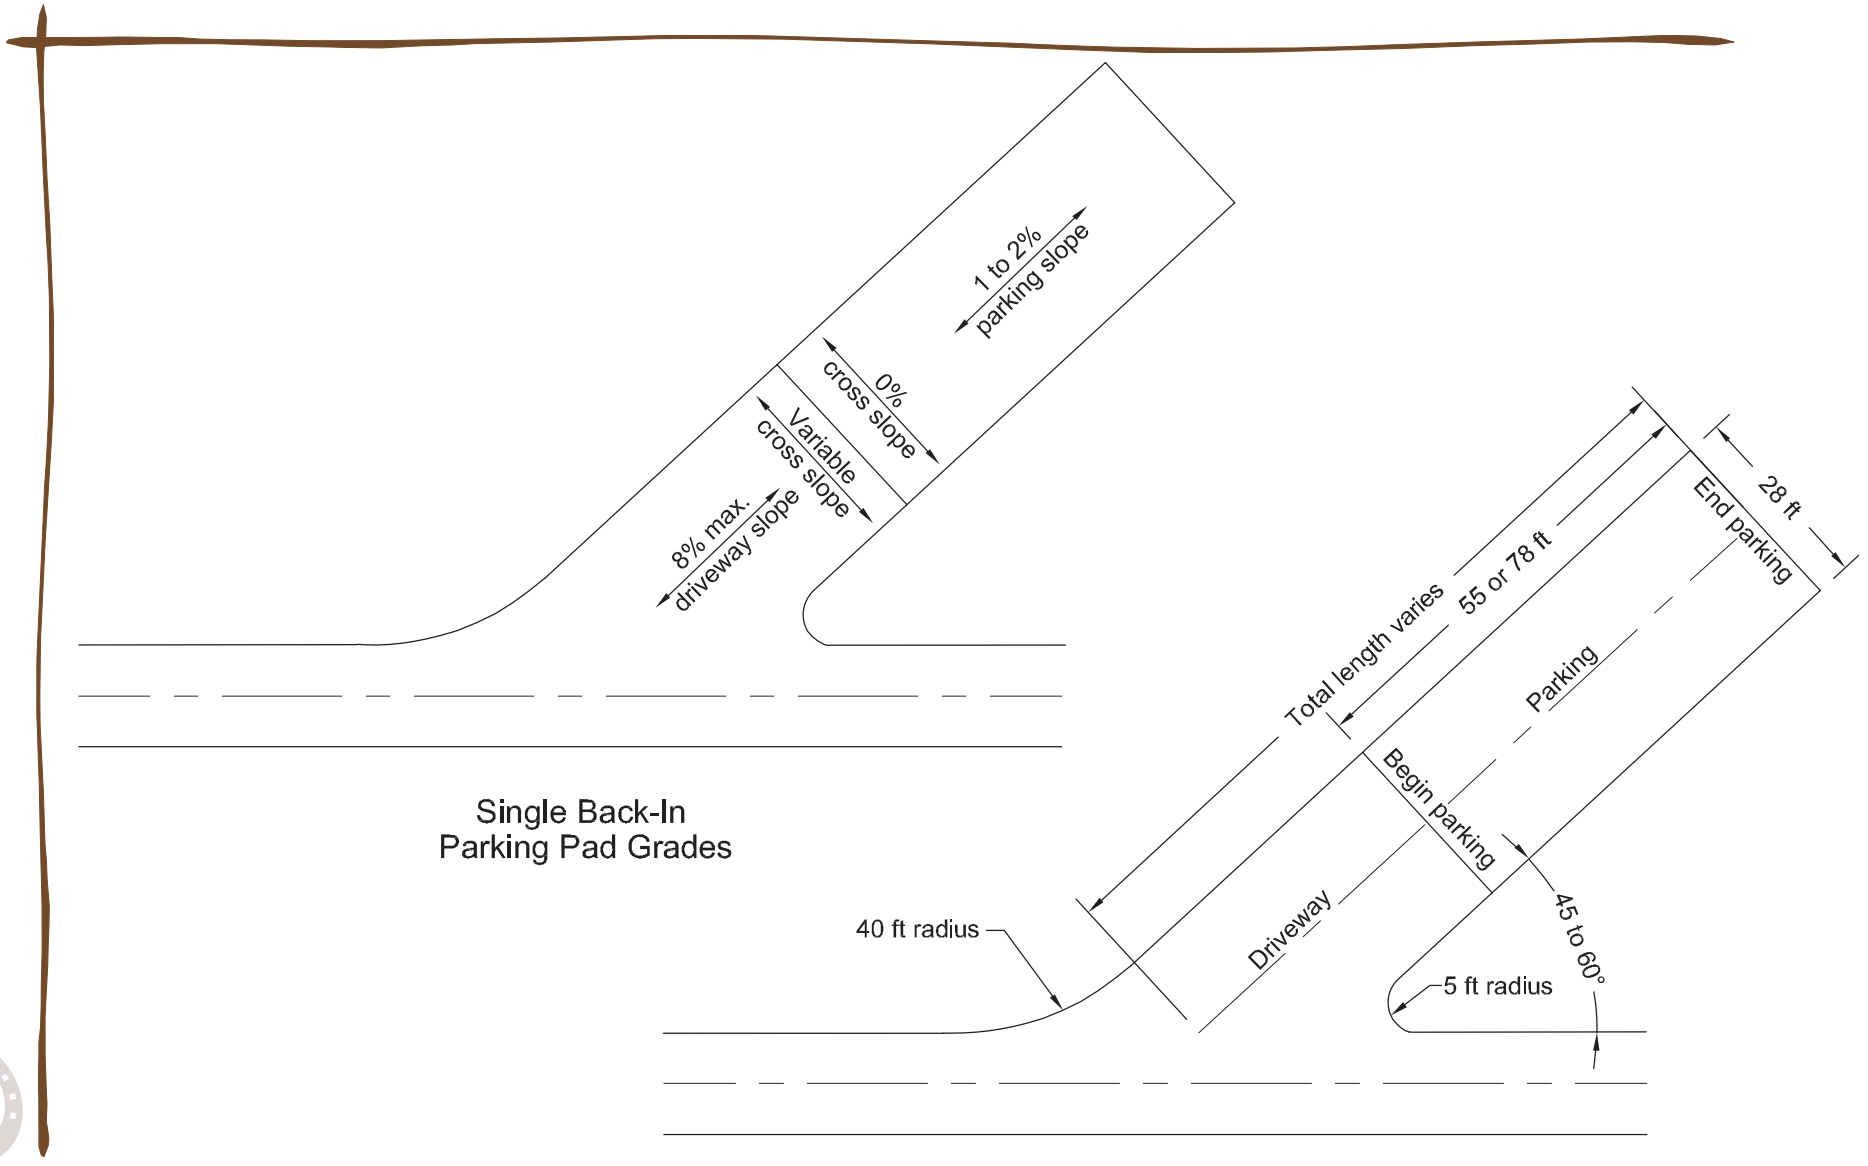 1 to 2%
parking slope
0%
cross slope
Variable
cross slope
8% max.
driveway slope
Single Back-In
Parking Pad Grades
28 ft
End parking
55 or 78 ft
Total length varies
Parking
Begin parking
Driveway
45 to 60°
40 ft radius
5 ft radius